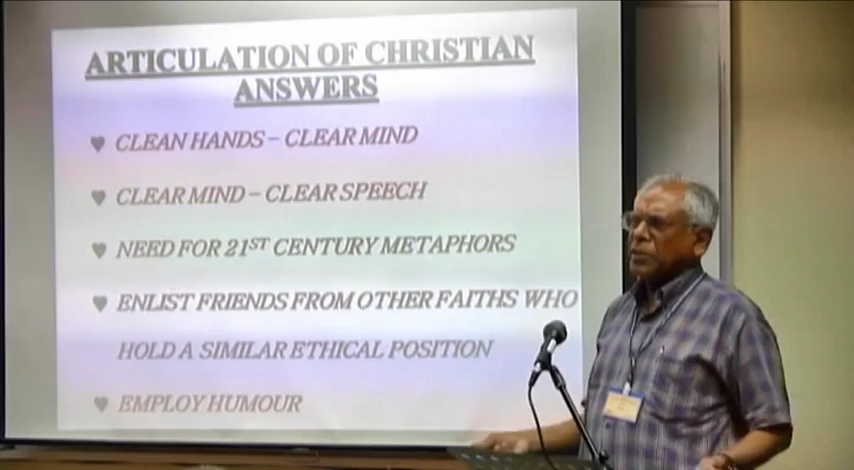 ARTICULATION OF CHRISTIAN
ANSWERS
CLEAN HANDS – CLEAR MIND
CLEAR MIND – CLEAR SPEECH
NEED FOR 21ST CENTURY METAPHORS
ENLIST FRIENDS FROM OTHER FAITHS WHO
HOLD A SIMILAR ETHICAL POSITION
EMPLOY HUMOUR